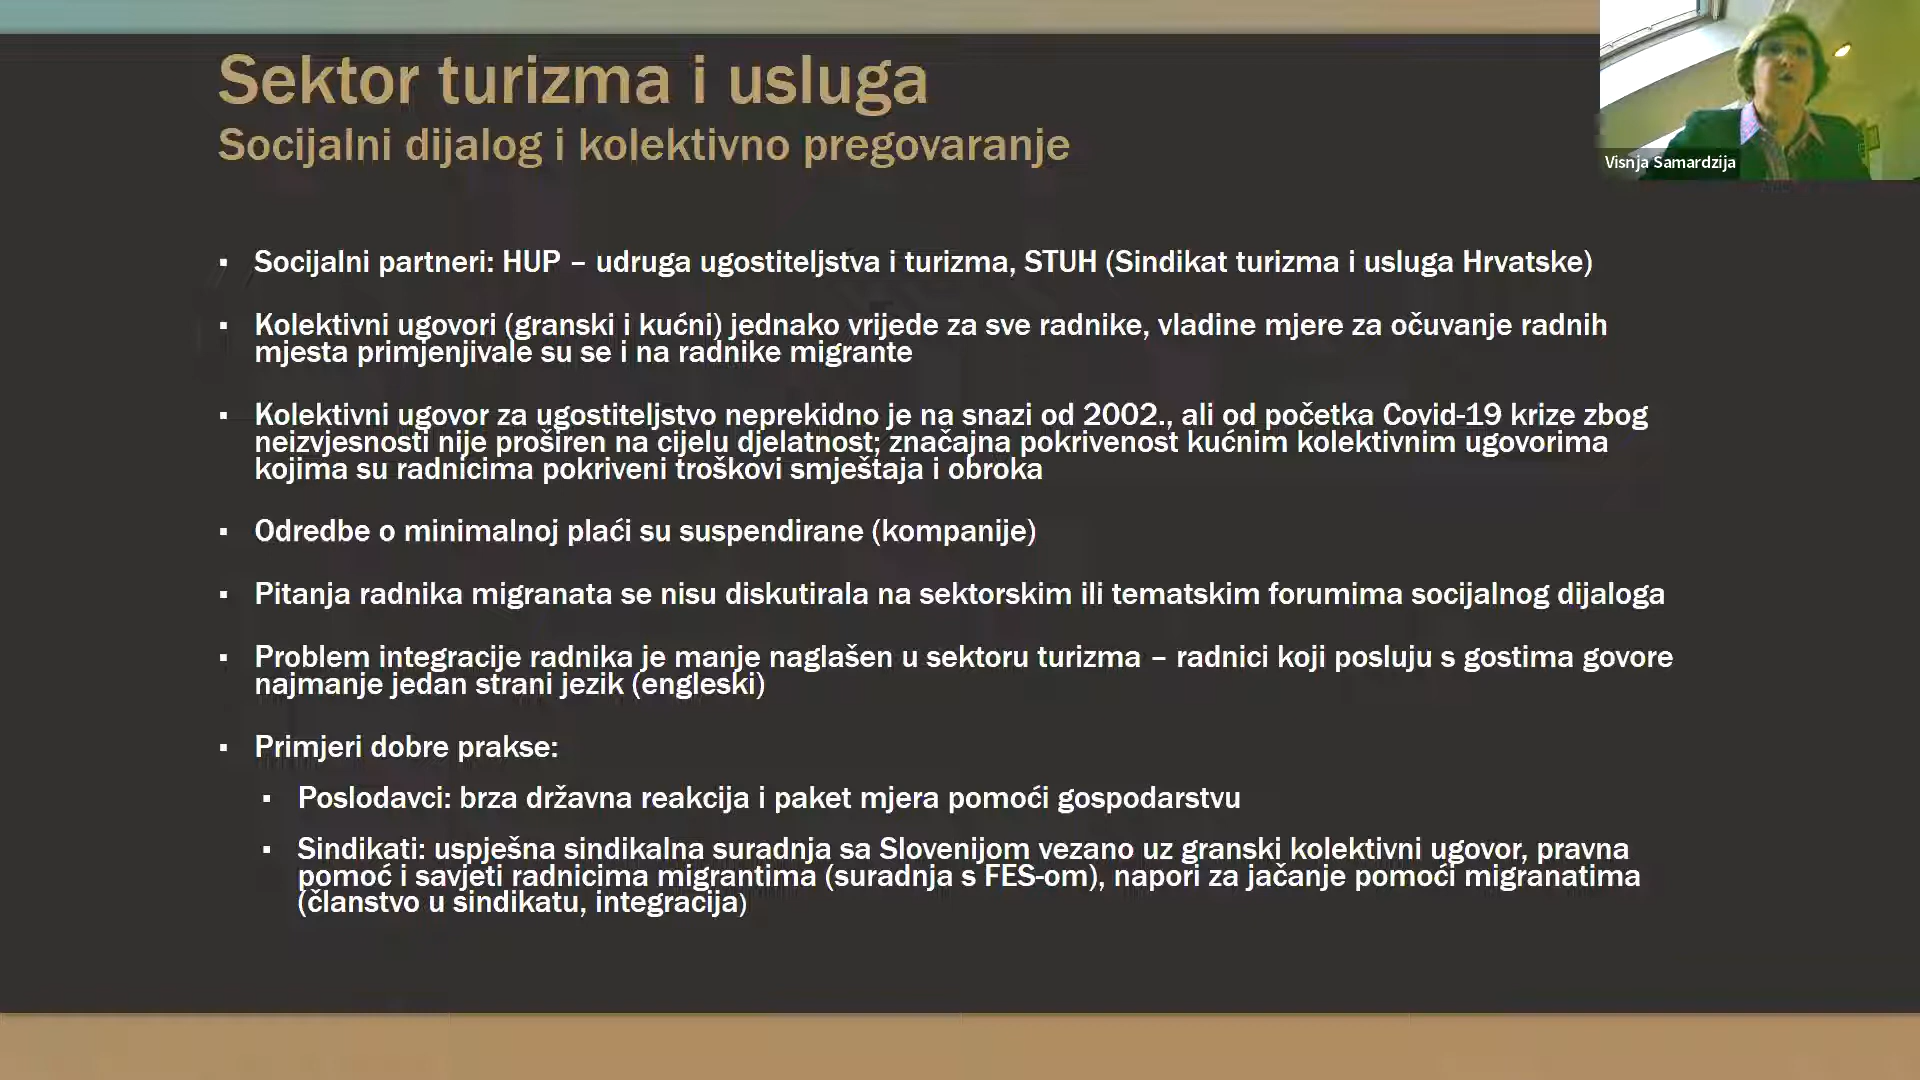 Sektor turizma i usluga
Socijalni dijalog i kolektivno pregovaranje
Visnja Samardzija
▪ Socijalni partneri: HUP – udruga ugostiteljstva i turizma, STUH (Sindikat turizma i usluga Hrvatske)
▪ Kolektivni ugovori (granski i kućni) jednako vrijede za sve radnike, vladine mjere za očuvanje radnih
mjesta primjenjivale su se i na radnike migrante
▪ Kolektivni ugovor za ugostiteljstvo neprekidno je na snazi od 2002., ali od početka Covid-19 krize zbog
neizvjesnosti nije proširen na cijelu djelatnost; značajna pokrivenost kućnim kolektivnim ugovorima
kojima su radnicima pokriveni troškovi smještaja i obroka
▪ Odredbe o minimalnoj plaći su suspendirane (kompanije)
▪ Pitanja radnika migranata se nisu diskutirala na sektorskim ili tematskim forumima socijalnog dijaloga
▪ Problem integracije radnika je manje naglašen u sektoru turizma – radnici koji posluju s gostima govore
najmanje jedan strani jezik (engleski)
▪ Primjeri dobre prakse:
▪ Poslodavci: brza državna reakcija i paket mjera pomoći gospodarstvu
▪ Sindikati: uspješna sindikalna suradnja sa Slovenijom vezano uz granski kolektivni ugovor, pravna
pomoć i savjeti radnicima migrantima (suradnja s FES-om), napori za jačanje pomoći migranatima
(članstvo u sindikatu, integracija)